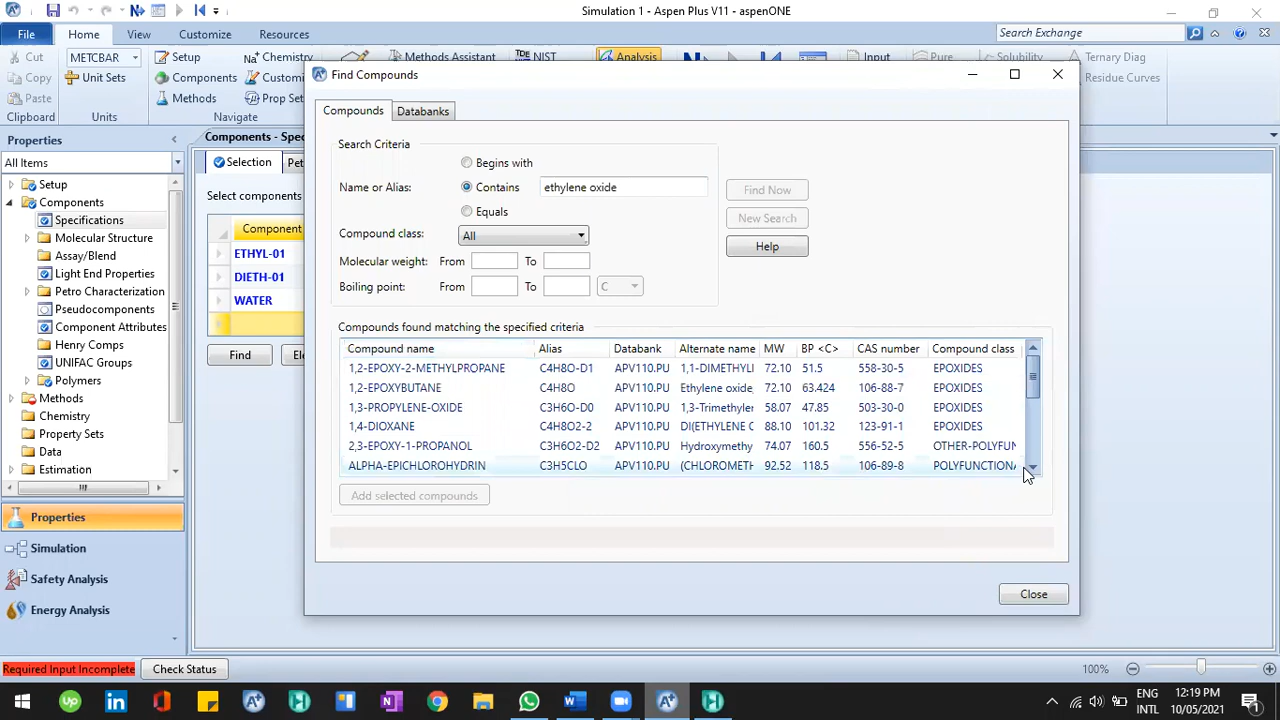 Simulation 1 - Aspen Plus V11 - aspenONE
File Home View Customize Resources Search Exchange
Cut METCBAR Setup Chemistry Methods Assistant NIST Analysis Input Pure Solubility Ternary Diag
Copy Unit Sets Components Customi Residue Curves
Paste Methods Prop Set
Clipboard Units Navigate
Find Compounds
Compounds Databanks
Search Criteria
Begins with
Name or Alias: Contains ethylene oxide Find Now
Equals New Search
Compound class: All Help
Molecular weight: From To
Boiling point: From To C
Compounds found matching the specified criteria
Compound name Alias Databank Alternate name MW BP <C> CAS number Compound class
1,2-EPOXY-2-METHYLPROPANE C4H8O-D1 APV110.PU 1,1-DIMETHYLI 72.10 51.5 558-30-5 EPOXIDES
1,2-EPOXYBUTANE C4H8O APV110.PU Ethylene oxide, 72.10 63.424 106-88-7 EPOXIDES
1,3-PROPYLENE-OXIDE C3H6O-D0 APV110.PU 1,3-Trimethyler 58.07 47.85 503-30-0 EPOXIDES
1,4-DIOXANE C4H8O2-2 APV110.PU DI(ETHYLENE C 88.10 101.32 123-91-1 EPOXIDES
2,3-EPOXY-1-PROPANOL C3H6O2-D2 APV110.PU Hydroxymethy 74.07 160.5 556-52-5 OTHER-POLYFUN
ALPHA-EPICHLOROHYDRIN C3H5CLO APV110.PU (CHLOROMETH 92.52 118.5 106-89-8 POLYFUNCTIONA
Add selected compounds
Close
Properties
All Items
Setup
Components
Specifications
Molecular Structure
Assay/Blend
Light End Properties
Petro Characterization
Pseudocomponents
Component Attributes
Henry Comps
UNIFAC Groups
Polymers
Methods
Chemistry
Property Sets
Data
Estimation
Properties
Simulation
Safety Analysis
Energy Analysis
Components - Spec
Selection Pet
Select components
Component
ETHYL-01
DIETH-01
WATER
Find Ele
Required Input Incomplete Check Status 100%
ENG 12:19 PM
INTL 10/05/2021